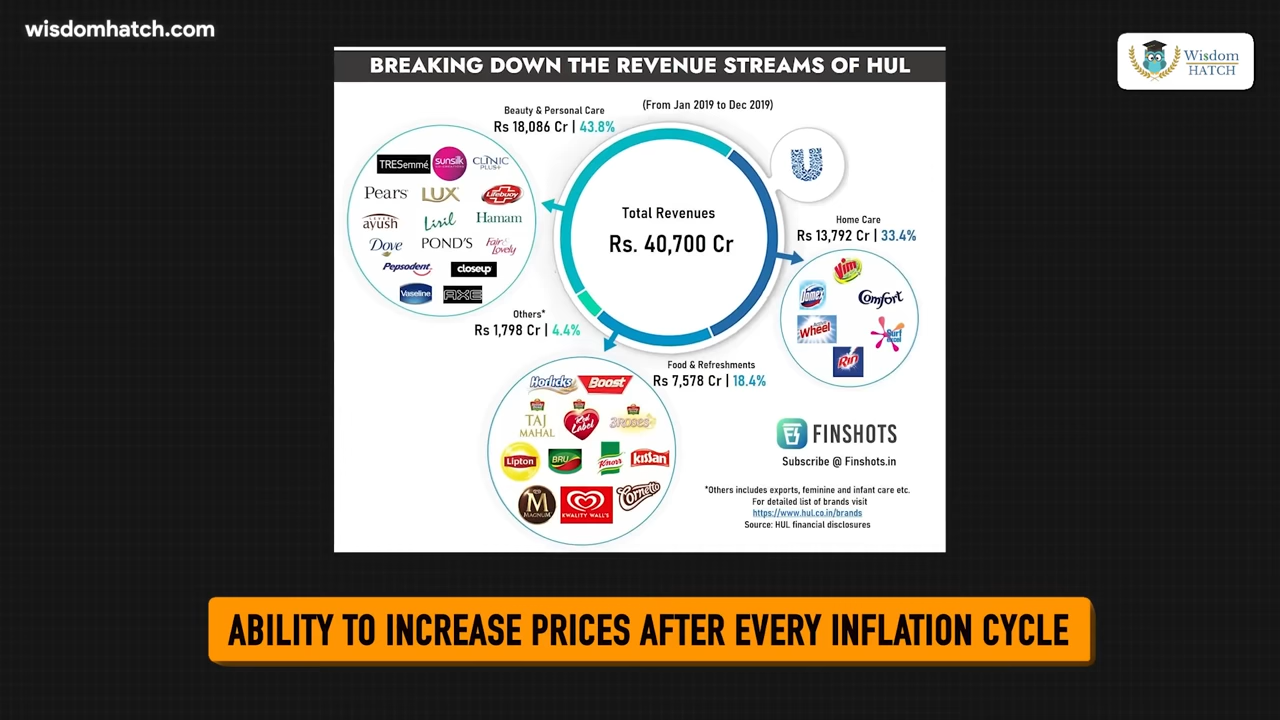 wisdomhatch.com
Wisdom
HATCH
BREAKING DOWN THE REVENUE STREAMS OF HUL
(From Jan 2019 to Dec 2019)
Beauty & Personal Care
Rs 18,086 Cr | 43.8%
TRESemmé
sunsilk
CLINIC
PLUS+
Pears
LUX
Lifebuoy
ayush
Liril
Hamam
Dove
POND'S
Fair & Lovely
Pepsodent
closeup
Vaseline
AXE
Total Revenues
Rs. 40,700 Cr
Home Care
Rs 13,792 Cr | 33.4%
Vim
Domex
Comfort
Wheel
Surf
excel
Rin
Others*
Rs 1,798 Cr | 4.4%
Food & Refreshments
Rs 7,578 Cr | 18.4%
Horlicks
Boost
TAJ
MAHAL
Red
Label
3 ROSES
Lipton
BRU
Knorr
Kissan
M
MAGNUM
KWALITY WALL'S
Cornetto
FINSHOTS
Subscribe @ Finshots.in
*Others includes exports, feminine and infant care etc.
For detailed list of brands visit
https://www.hul.co.in/brands
Source: HUL financial disclosures
ABILITY TO INCREASE PRICES AFTER EVERY INFLATION CYCLE